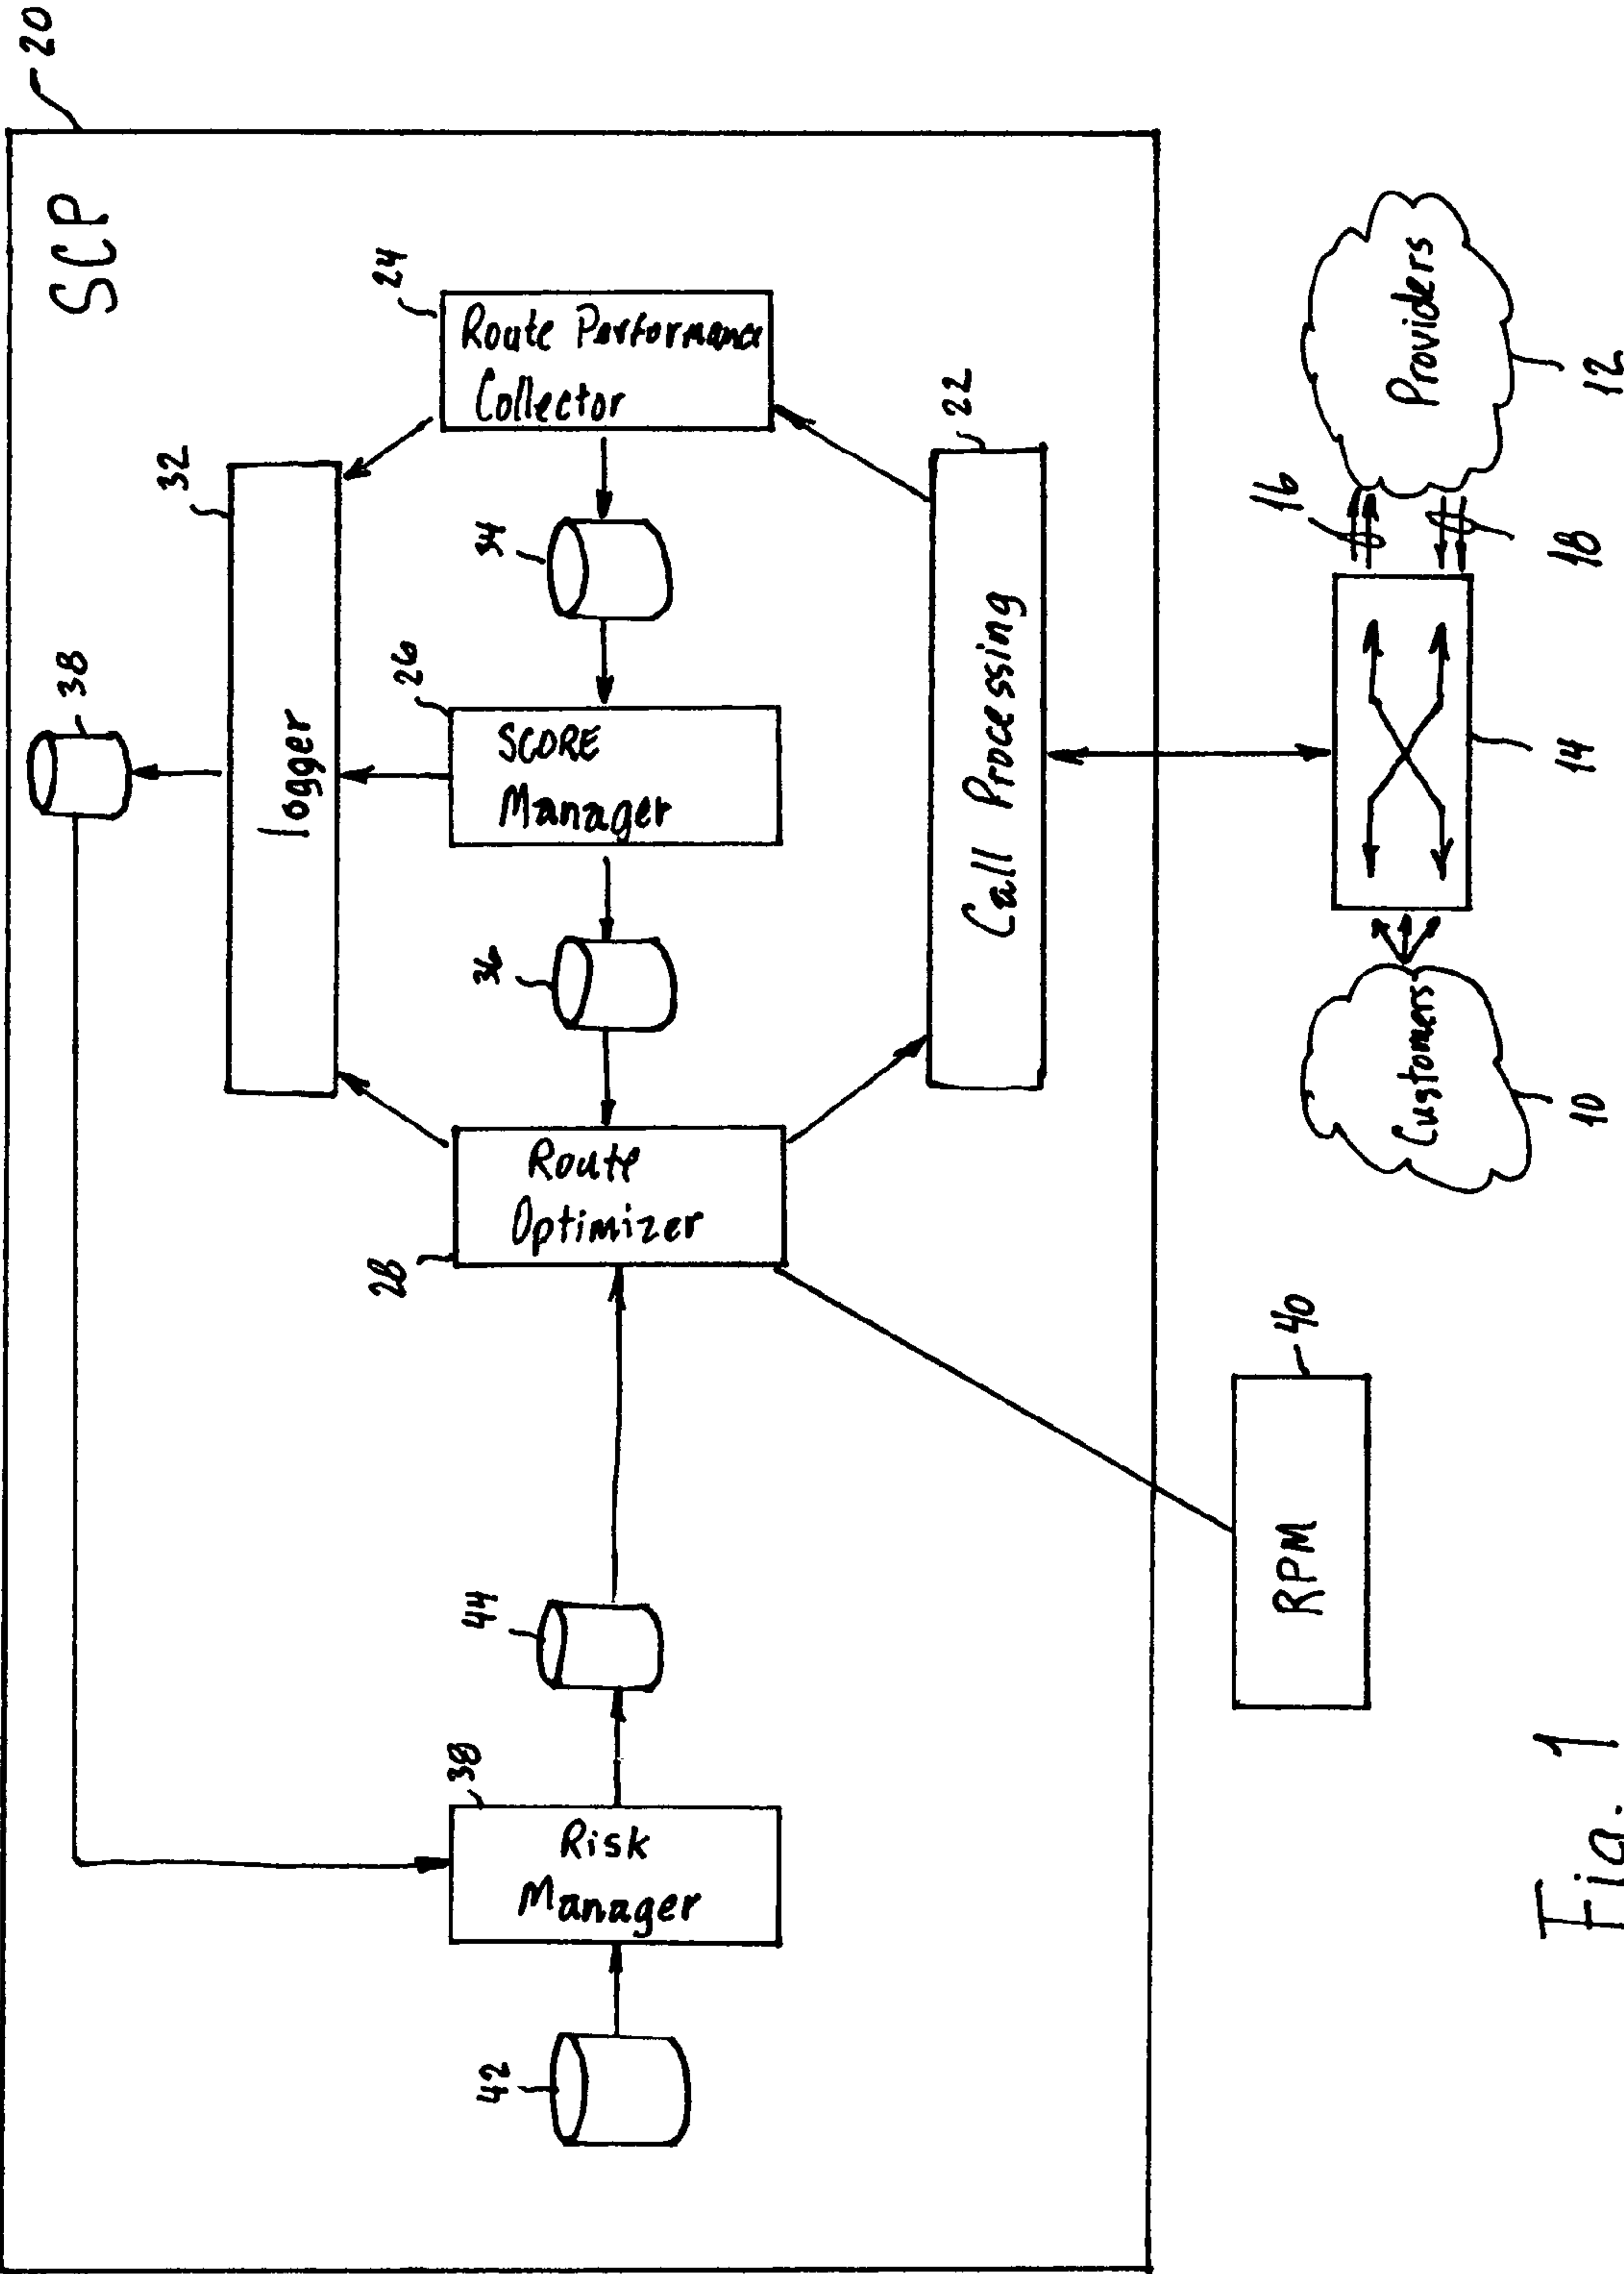 20
SCP
38
32
logger
42
30
Risk
Manager
44
28
Route
Optimizer
36
26
SCORE
Manager
34
24
Route Performance
Collector
22
Call Processing
RPM
40
Customers
10
14
16
18
Providers
12
Fig. 1